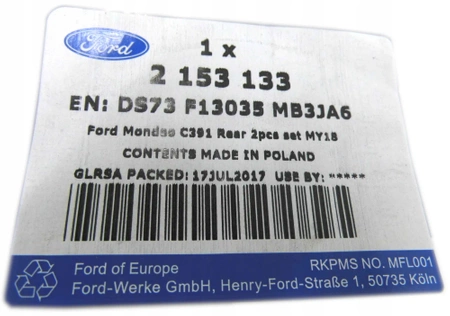 Ford
1 x
2 153 133
EN: DS73 F13035 MB3JA6
Ford Mondeo C391 Rear 2pcs set MY18
CONTENTS MADE IN POLAND
GLRSA PACKED: 17JUL2017 USE BY: -*****
Ford of Europe
RKPMS NO. MFL001
Ford-Werke GmbH, Henry-Ford-Straße 1, 50735 Köln